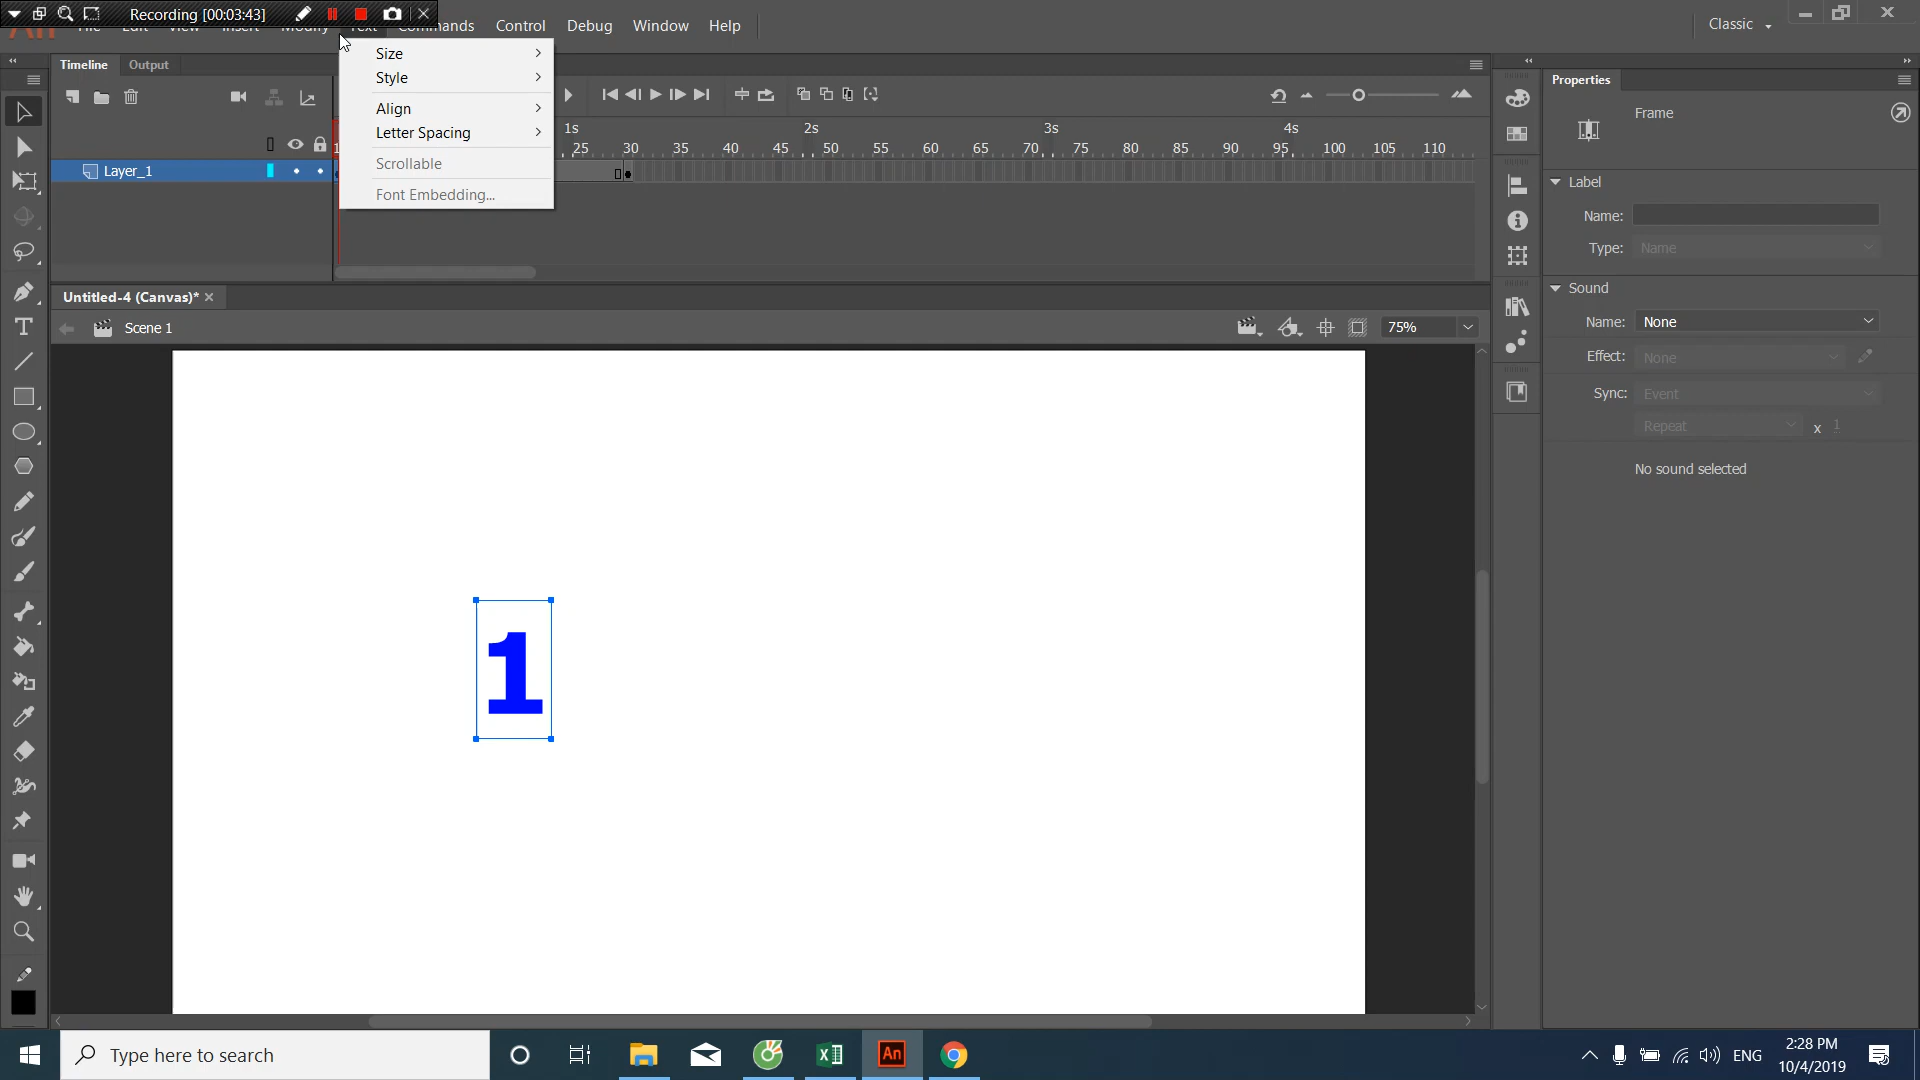 Recording [00:03:43]
File Edit View Insert Modify Text Commands Control Debug Window Help
Classic
Timeline Output
Properties
Size
Style
Align
Letter Spacing
Scrollable
Font Embedding...
Frame
1s 2s 3s 4s
1 25 30 35 40 45 50 55 60 65 70 75 80 85 90 95 100 105 110
Layer_1
Label
Name:
Type: Name
Sound
Name: None
Effect: None
Sync: Event
Repeat x 1
No sound selected
Untitled-4 (Canvas)*
Scene 1
75%
1
Type here to search
An
ENG
2:28 PM
10/4/2019